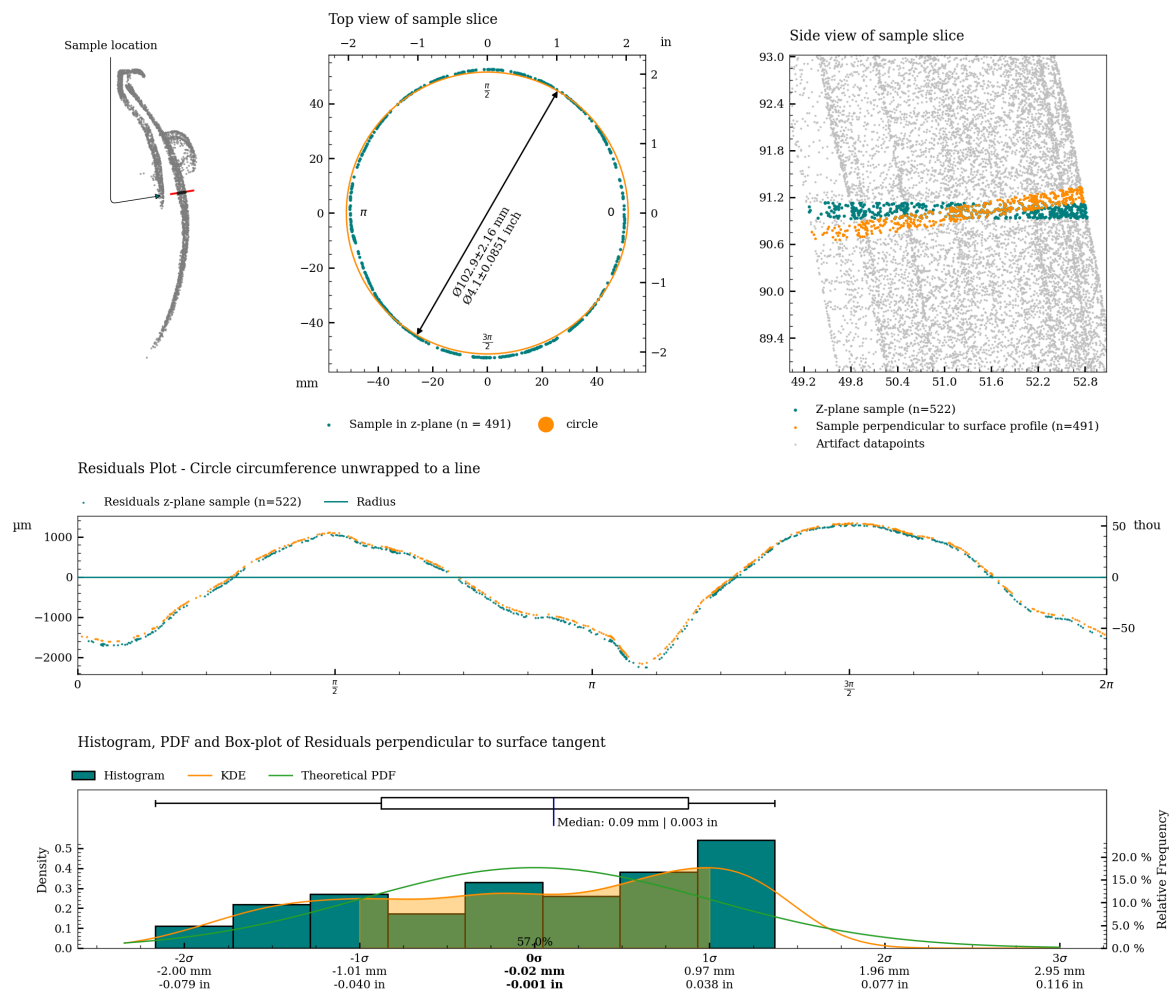 Sample location
Top view of sample slice
−2 −1 0 1 2 in
40
20
0
−20
−40
mm
−40 −20 0 20 40
2
1
0
−1
−2
π/2
π
0
3π/2
Ø102.9±2.16 mm
Ø4.1±0.0851 inch
Sample in z-plane (n = 491) circle
Side view of sample slice
93.0
92.4
91.8
91.2
90.6
90.0
89.4
49.2 49.8 50.4 51.0 51.6 52.2 52.8
Z-plane sample (n=522)
Sample perpendicular to surface profile (n=491)
Artifact datapoints
Residuals Plot - Circle circumference unwrapped to a line
Residuals z-plane sample (n=522) Radius
µm
1000
0
−1000
−2000
50 thou
0
−50
0 π/2 π 3π/2 2π
Histogram, PDF and Box-plot of Residuals perpendicular to surface tangent
Histogram KDE Theoretical PDF
Median: 0.09 mm | 0.003 in
Density
0.5
0.4
0.3
0.2
0.1
0.0
57.0%
20.0 %
15.0 %
10.0 %
5.0 %
0.0 %
Relative Frequency
-2σ -1σ 0σ 1σ 2σ 3σ
-2.00 mm -1.01 mm -0.02 mm 0.97 mm 1.96 mm 2.95 mm
-0.079 in -0.040 in -0.001 in 0.038 in 0.077 in 0.116 in